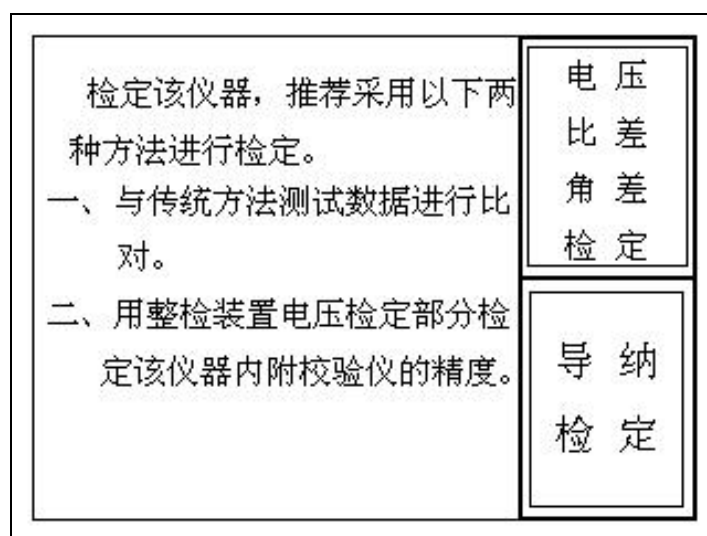 检定该仪器，推荐采用以下两
种方法进行检定。
一、与传统方法测试数据进行比
对。
二、用整检装置电压检定部分检
定该仪器内附校验仪的精度。
电压
比差
角差
检定
导纳
检定